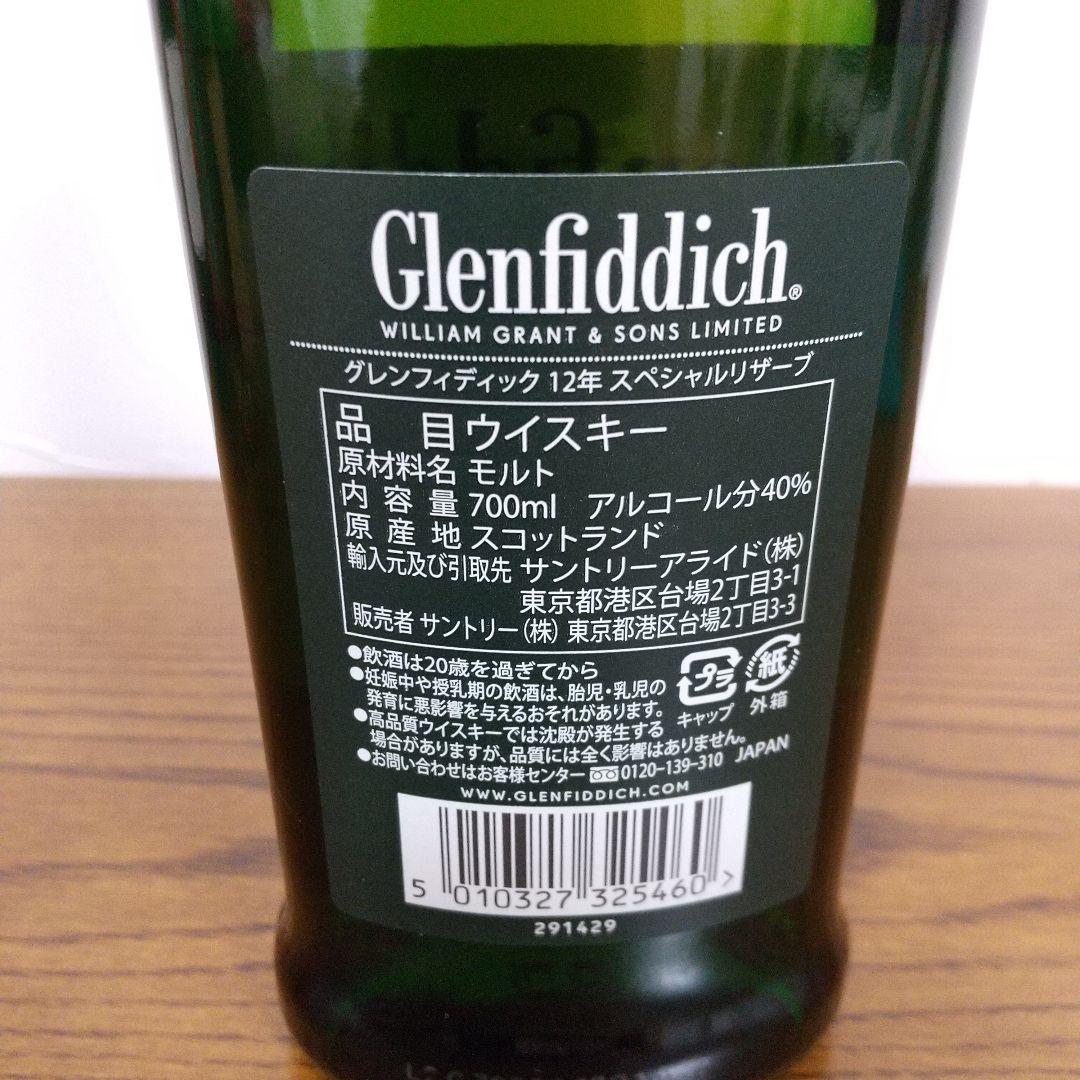 Glenfiddich®
WILLIAM GRANT & SONS LIMITED
グレンフィディック 12年 スペシャルリザーブ
品 目 ウイスキー
原材料名 モルト
内容量 700ml アルコール分40%
原産地 スコットランド
輸入元及び引取先 サントリーアライド(株)
東京都港区台場2丁目3-1
販売者 サントリー(株) 東京都港区台場2丁目3-3
●飲酒は20歳を過ぎてから
●妊娠中や授乳期の飲酒は、胎児・乳児の
発育に悪影響を与えるおそれがあります。
●高品質ウイスキーでは沈殿が発生する
場合がありますが、品質には全く影響はありません。
●お問い合わせはお客様センター 0120-139-310 JAPAN
プラ 紙
キャップ 外箱
WWW.GLENFIDDICH.COM
5 010327 325460 >
291429